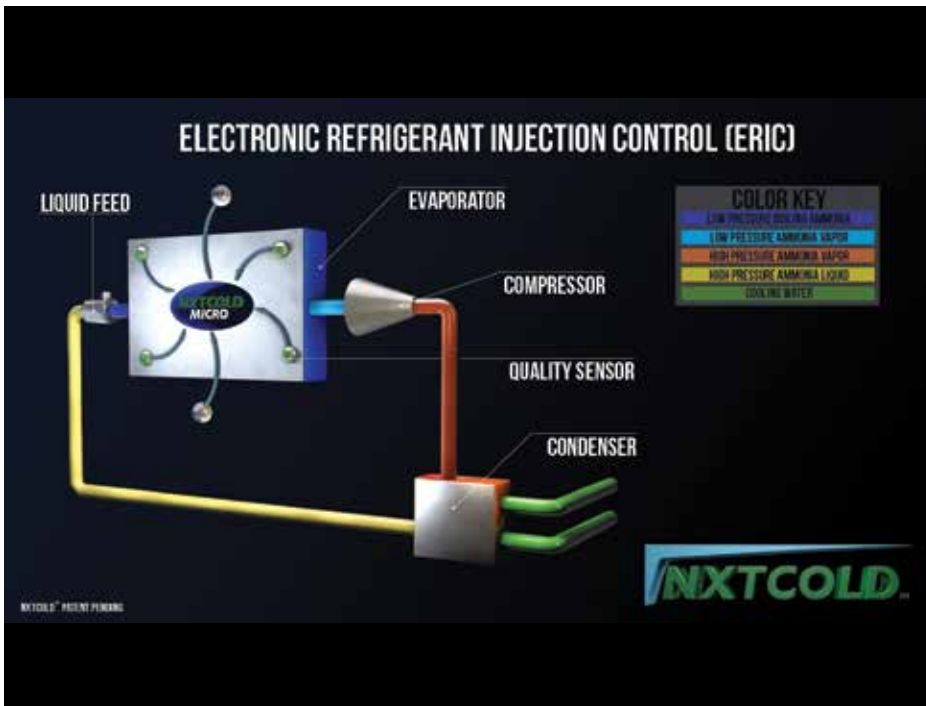 ELECTRONIC REFRIGERANT INJECTION CONTROL (ERIC)
LIQUID FEED
EVAPORATOR
COLOR KEY
LOW PRESSURE BOILING AMMONIA
LOW PRESSURE AMMONIA VAPOR
HIGH PRESSURE AMMONIA VAPOR
HIGH PRESSURE AMMONIA LIQUID
COOLING WATER
NXTCOLD
MICRO
COMPRESSOR
QUALITY SENSOR
CONDENSER
NXTCOLD
NXTCOLD® PATENT PENDING